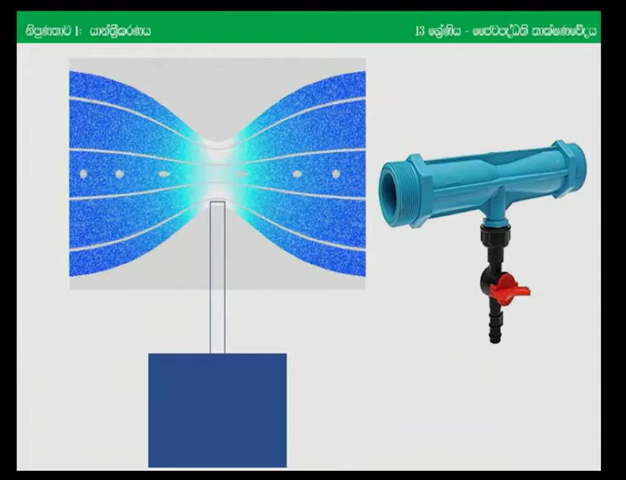 නිපුණතාව 1: යාන්ත්‍රීකරණය
13 ශ්‍රේණිය - ජෛවපද්ධති තාක්ෂණවේදය